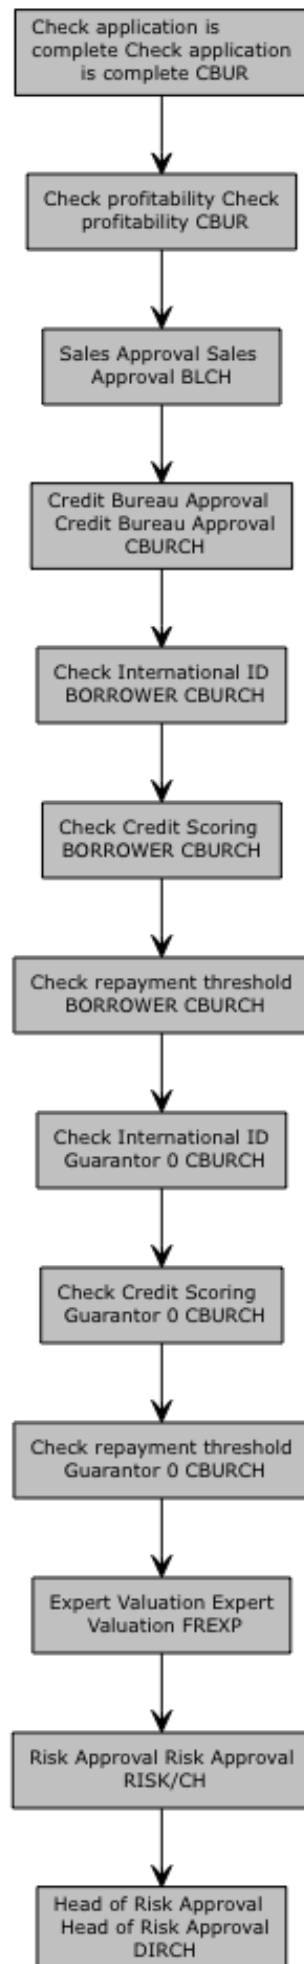 Check application is
complete Check application
is complete CBUR
Check profitability Check
profitability CBUR
Sales Approval Sales
Approval BLCH
Credit Bureau Approval
Credit Bureau Approval
CBURCH
Check International ID
BORROWER CBURCH
Check Credit Scoring
BORROWER CBURCH
Check repayment threshold
BORROWER CBURCH
Check International ID
Guarantor 0 CBURCH
Check Credit Scoring
Guarantor 0 CBURCH
Check repayment threshold
Guarantor 0 CBURCH
Expert Valuation Expert
Valuation FREXP
Risk Approval Risk Approval
RISK/CH
Head of Risk Approval
Head of Risk Approval
DIRCH